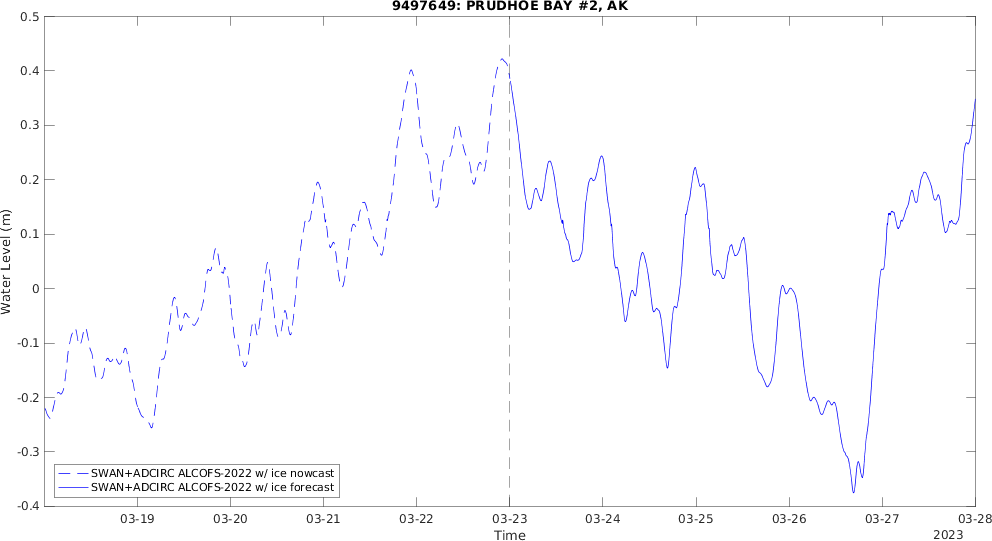 9497649: PRUDHOE BAY #2, AK
Water Level (m)
0.5
0.4
0.3
0.2
0.1
0
-0.1
-0.2
-0.3
-0.4
SWAN+ADCIRC ALCOFS-2022 w/ ice nowcast
SWAN+ADCIRC ALCOFS-2022 w/ ice forecast
03-19 03-20 03-21 03-22 03-23 03-24 03-25 03-26 03-27 03-28
Time
2023